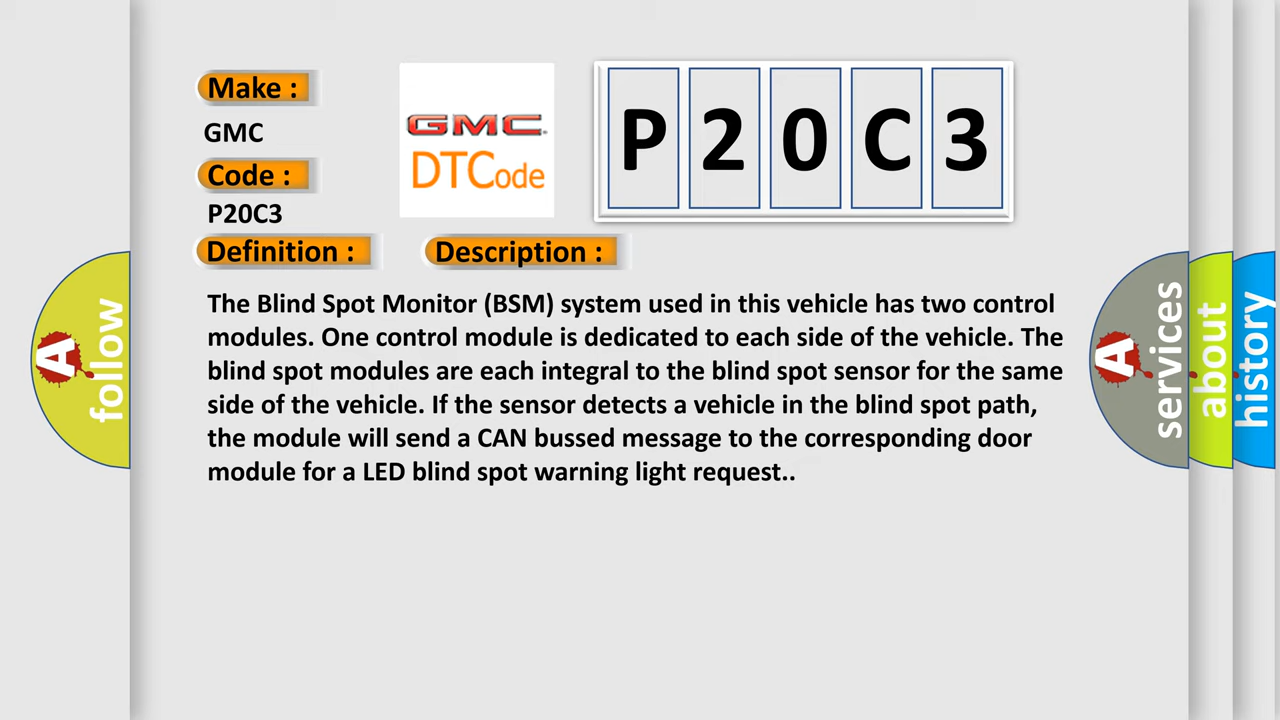 Make :
GMC
Code :
P20C3
Definition :
Description :
GMC
DTCode
P20C3
The Blind Spot Monitor (BSM) system used in this vehicle has two control
modules One control module is dedicated to each side of the vehicle The
blind spot modules are each integral to the blind spot sensor for the same
side of the vehicle If the sensor detects a vehicle in the blind spot path,
the module will send a CAN bussed message to the corresponding door
module for a LED blind spot warning light request..
A
follow
A
services
about
history